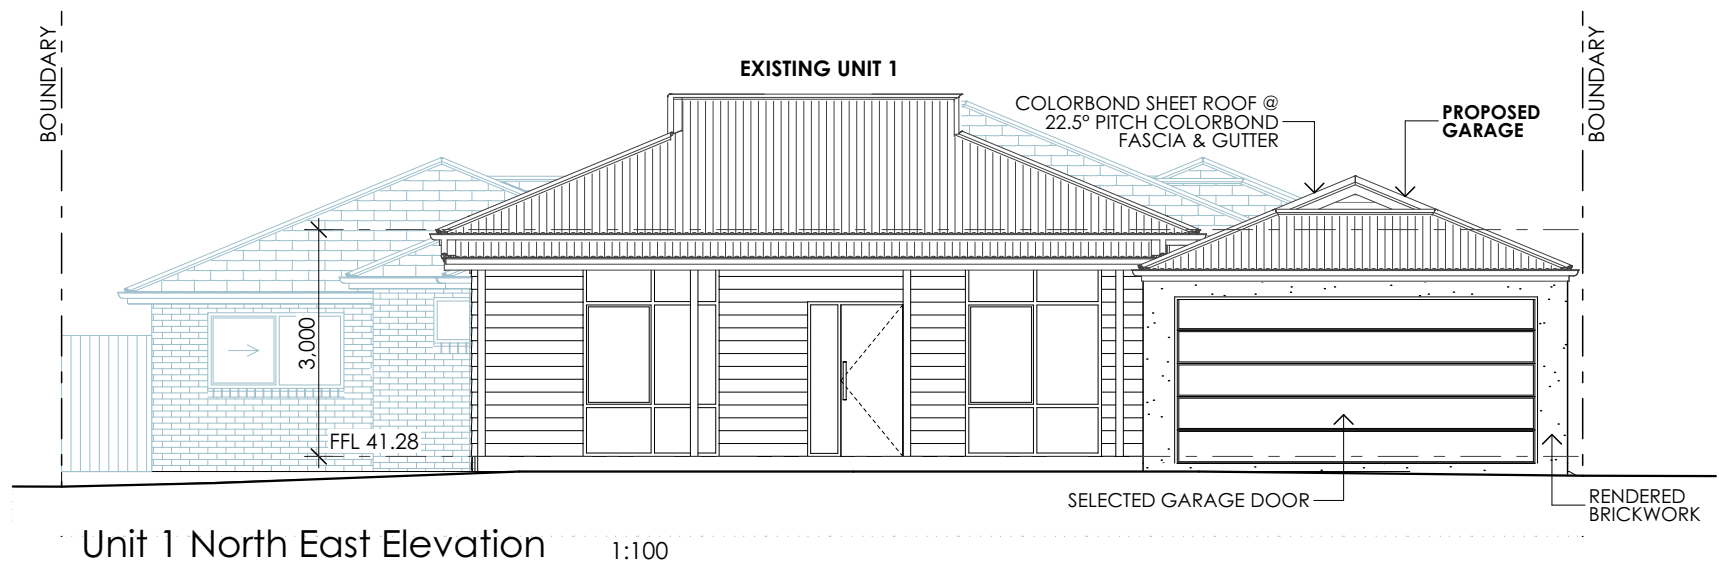 BOUNDARY
EXISTING UNIT 1
COLORBOND SHEET ROOF @
22.5° PITCH COLORBOND
FASCIA & GUTTER
PROPOSED
GARAGE
BOUNDARY
3,000
FFL 41.28
SELECTED GARAGE DOOR
RENDERED
BRICKWORK
Unit 1 North East Elevation
1:100